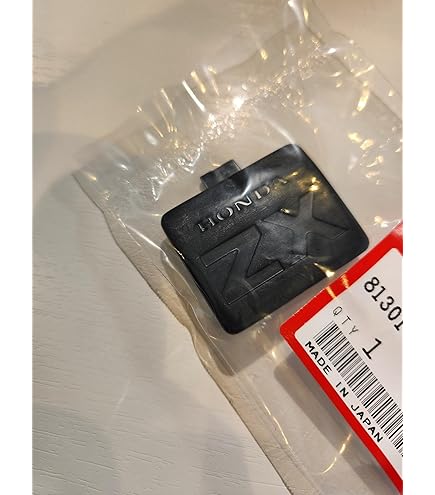 HONDA
ZX
81301
QTY 1
MADE IN JAPAN